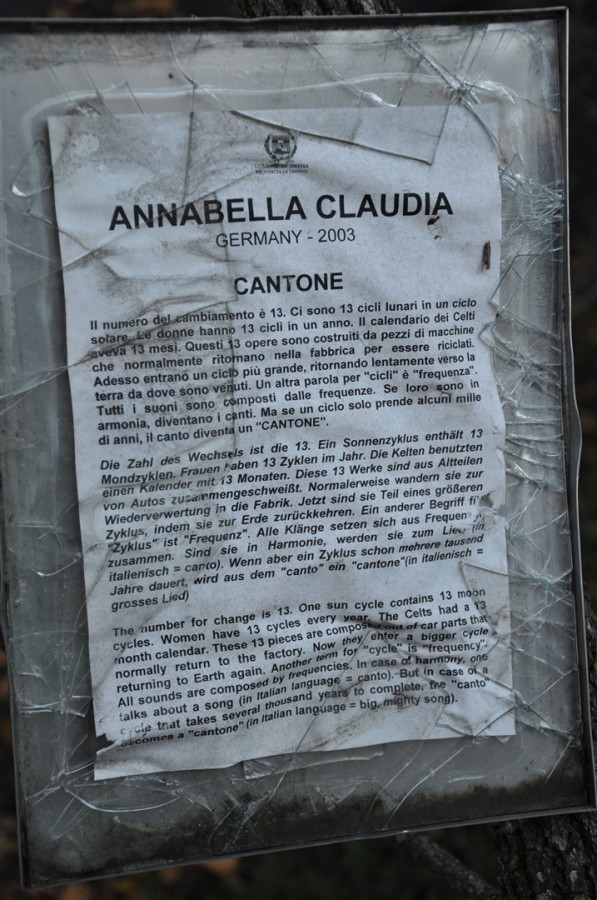 COMUNE DI DRENA
PROVINCIA DI TRENTO
ANNABELLA CLAUDIA
GERMANY - 2003
CANTONE
Il numero del cambiamento è 13. Ci sono 13 cicli lunari in un ciclo
solare. Le donne hanno 13 cicli in un anno. Il calendario dei Celti
aveva 13 mesi. Questi 13 opere sono costruiti da pezzi di macchine
che normalmente ritornano nella fabbrica per essere riciclati.
Adesso entrano un ciclo più grande, ritornando lentamente verso la
terra da dove sono venuti. Un altra parola per "cicli" è "frequenza".
Tutti i suoni sono composti dalle frequenze. Se loro sono in
armonia, diventano i canti. Ma se un ciclo solo prende alcuni mille
di anni, il canto diventa un "CANTONE".
Die Zahl des Wechsels ist die 13. Ein Sonnenzyklus enthält 13
Mondzyklen. Frauen haben 13 Zyklen im Jahr. Die Kelten benutzten
einen Kalender mit 13 Monaten. Diese 13 Werke sind aus Altteilen
von Autos zusammengeschweißt. Normalerweise wandern sie zur
Wiederverwertung in die Fabrik. Jetzt sind sie Teil eines größeren
Zyklus, indem sie zur Erde zurückkehren. Ein anderer Begriff für
"Zyklus" ist "Frequenz". Alle Klänge setzen sich aus Frequenzen
zusammen. Sind sie in Harmonie, werden sie zum Lied (in
italienisch = canto). Wenn aber ein Zyklus schon mehrere tausend
Jahre dauert, wird aus dem "canto" ein "cantone"(in italienisch =
grosses Lied)
The number for change is 13. One sun cycle contains 13 moon
cycles. Women have 13 cycles every year. The Celts had a 13
month calendar. These 13 pieces are composed out of car parts that
normally return to the factory. Now they enter a bigger cycle
returning to Earth again. Another term for "cycle" is "frequency".
All sounds are composed by frequencies. In case of harmony, one
talks about a song (in Italian language = canto). But in case of a
cycle that takes several thousand years to complete, the "canto"
becomes a "cantone" (in Italian language = big, mighty song).